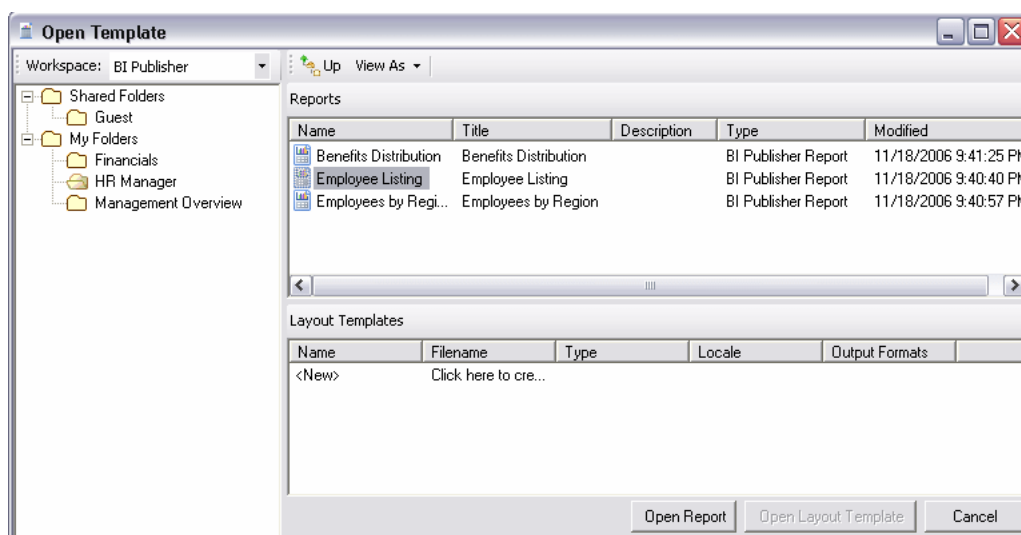 Open Template
Workspace: BI Publisher
Up View As
Shared Folders
Guest
My Folders
Financials
HR Manager
Management Overview
Reports
Name Title Description Type Modified
Benefits Distribution Benefits Distribution BI Publisher Report 11/18/2006 9:41:25 PM
Employee Listing Employee Listing BI Publisher Report 11/18/2006 9:40:40 PM
Employees by Regi... Employees by Region BI Publisher Report 11/18/2006 9:40:57 PM
Layout Templates
Name Filename Type Locale Output Formats
<New> Click here to cre...
Open Report Open Layout Template Cancel